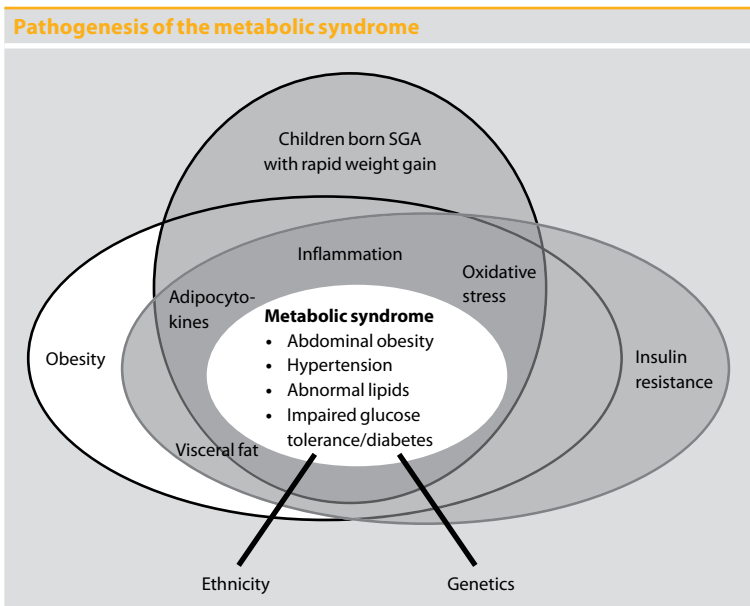 Pathogenesis of the metabolic syndrome
Children born SGA
with rapid weight gain
Inflammation
Oxidative
stress
Adipocyto-
kines
Metabolic syndrome
• Abdominal obesity
• Hypertension
• Abnormal lipids
• Impaired glucose
tolerance/diabetes
Obesity
Insulin
resistance
Visceral fat
Ethnicity
Genetics